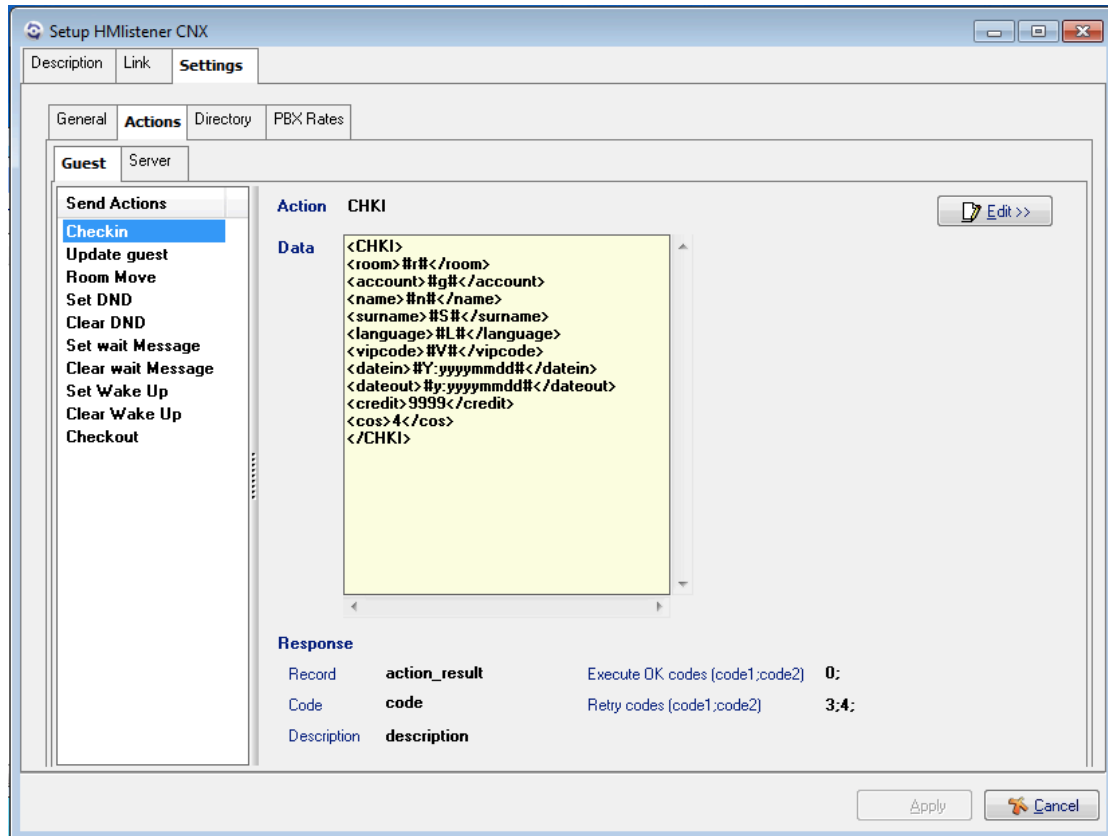 Setup HMlistener CNX
Description Link Settings
General Actions Directory PBX Rates
Guest Server
Send Actions
Checkin
Update guest
Room Move
Set DND
Clear DND
Set wait Message
Clear wait Message
Set Wake Up
Clear Wake Up
Checkout
Action CHKI
Edit >>
Data
<CHKI>
<room>#r#</room>
<account>#g#</account>
<name>#n#</name>
<surname>#S#</surname>
<language>#L#</language>
<vipcode>#V#</vipcode>
<datein>#Y:yyyymmdd#</datein>
<dateout>#y:yyyymmdd#</dateout>
<credit>9999</credit>
<cos>4</cos>
</CHKI>
Response
Record action_result Execute OK codes (code1;code2) 0;
Code code Retry codes (code1;code2) 3;4;
Description description
Apply Cancel